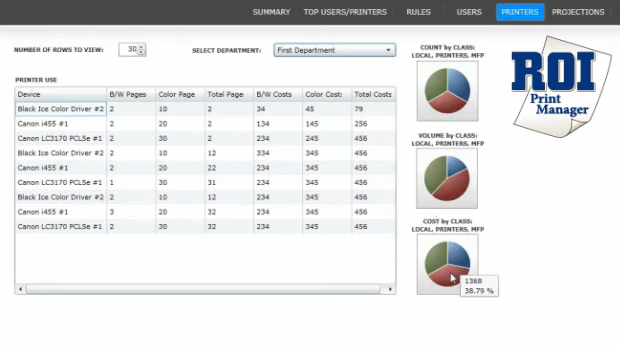 SUMMARY TOP USERS/PRINTERS RULES USERS PRINTERS PROJECTIONS
NUMBER OF ROWS TO VIEW: 30 SELECT DEPARTMENT: First Department
PRINTER USE
Device B/W Pages Color Page Total Page B/W Costs Color Cost: Total Costs
Black Ice Color Driver #2 2 10 2 34 45 79
Canon i455 #1 2 20 2 134 145 256
Canon LC3170 PCL5e #1 2 30 2 234 245 456
Black Ice Color Driver #2 2 10 12 334 345 456
Canon i455 #1 2 20 22 234 345 456
Canon LC3170 PCL5e #1 1 30 31 234 345 456
Black Ice Color Driver #2 2 10 12 234 345 456
Canon i455 #1 3 20 32 234 345 456
Canon LC3170 PCL5e #1 2 30 32 234 345 456
COUNT by CLASS:
LOCAL, PRINTERS, MFP
VOLUME by CLASS:
LOCAL, PRINTERS, MFP
COST by CLASS:
LOCAL, PRINTERS, MFP
1368
38.79 %
ROI
Print
Manager